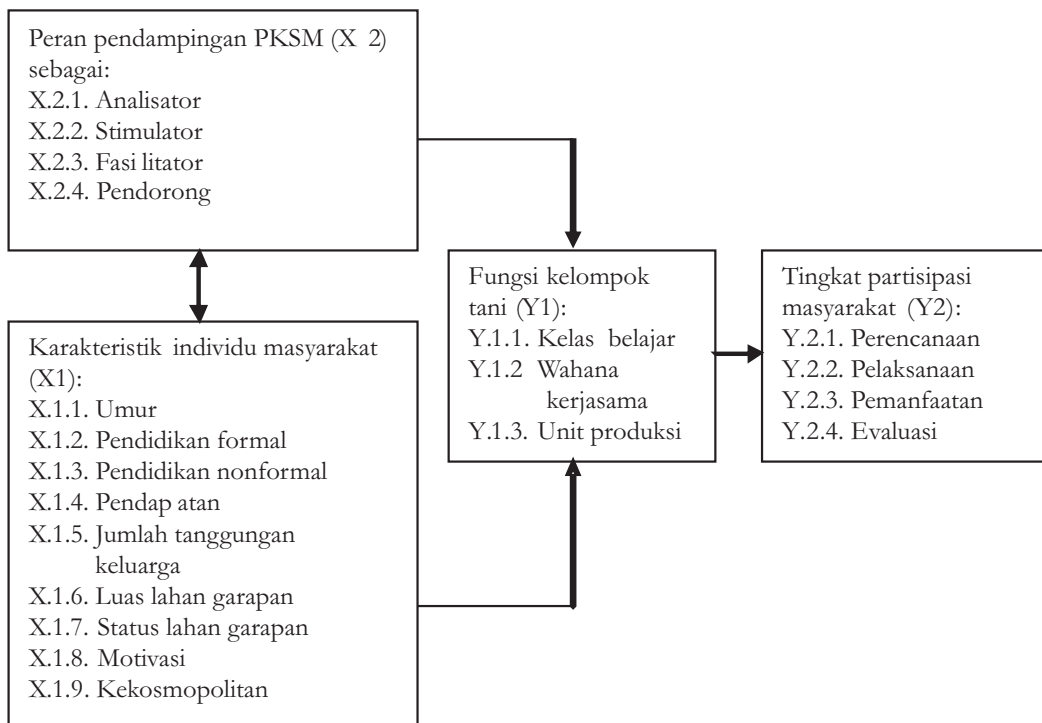 Peran pendampingan PKSM (X 2)
sebagai:
X.2.1. Analisator
X.2.2. Stimulator
X.2.3. Fasi litator
X.2.4. Pendorong
Karakteristik individu masyarakat
(X1):
X.1.1. Umur
X.1.2. Pendidikan formal
X.1.3. Pendidikan nonformal
X.1.4. Pendap atan
X.1.5. Jumlah tanggungan
keluarga
X.1.6. Luas lahan garapan
X.1.7. Status lahan garapan
X.1.8. Motivasi
X.1.9. Kekosmopolitan
Fungsi kelompok
tani (Y1):
Y.1.1. Kelas belajar
Y.1.2 Wahana
kerjasama
Y.1.3. Unit produksi
Tingkat partisipasi
masyarakat (Y2):
Y.2.1. Perencanaan
Y.2.2. Pelaksanaan
Y.2.3. Pemanfaatan
Y.2.4. Evaluasi